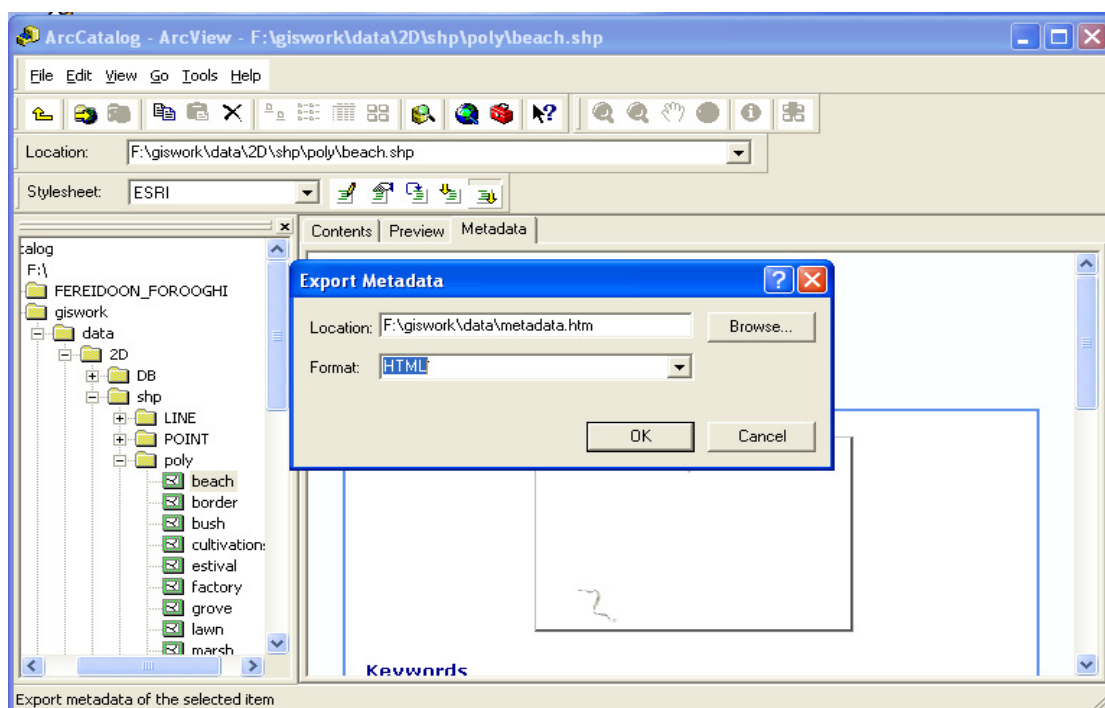 ArcCatalog - ArcView - F:\giswork\data\2D\shp\poly\beach.shp
File Edit View Go Tools Help
Location: F:\giswork\data\2D\shp\poly\beach.shp
Stylesheet: ESRI
Contents Preview Metadata
talog
F:\
FEREIDOON_FOROOGHI
giswork
data
2D
DB
shp
LINE
POINT
poly
beach
border
bush
cultivation
estival
factory
grove
lawn
marsh
Export Metadata
Location: F:\giswork\data\metadata.htm Browse...
Format: HTML
OK Cancel
Keywords
Export metadata of the selected item